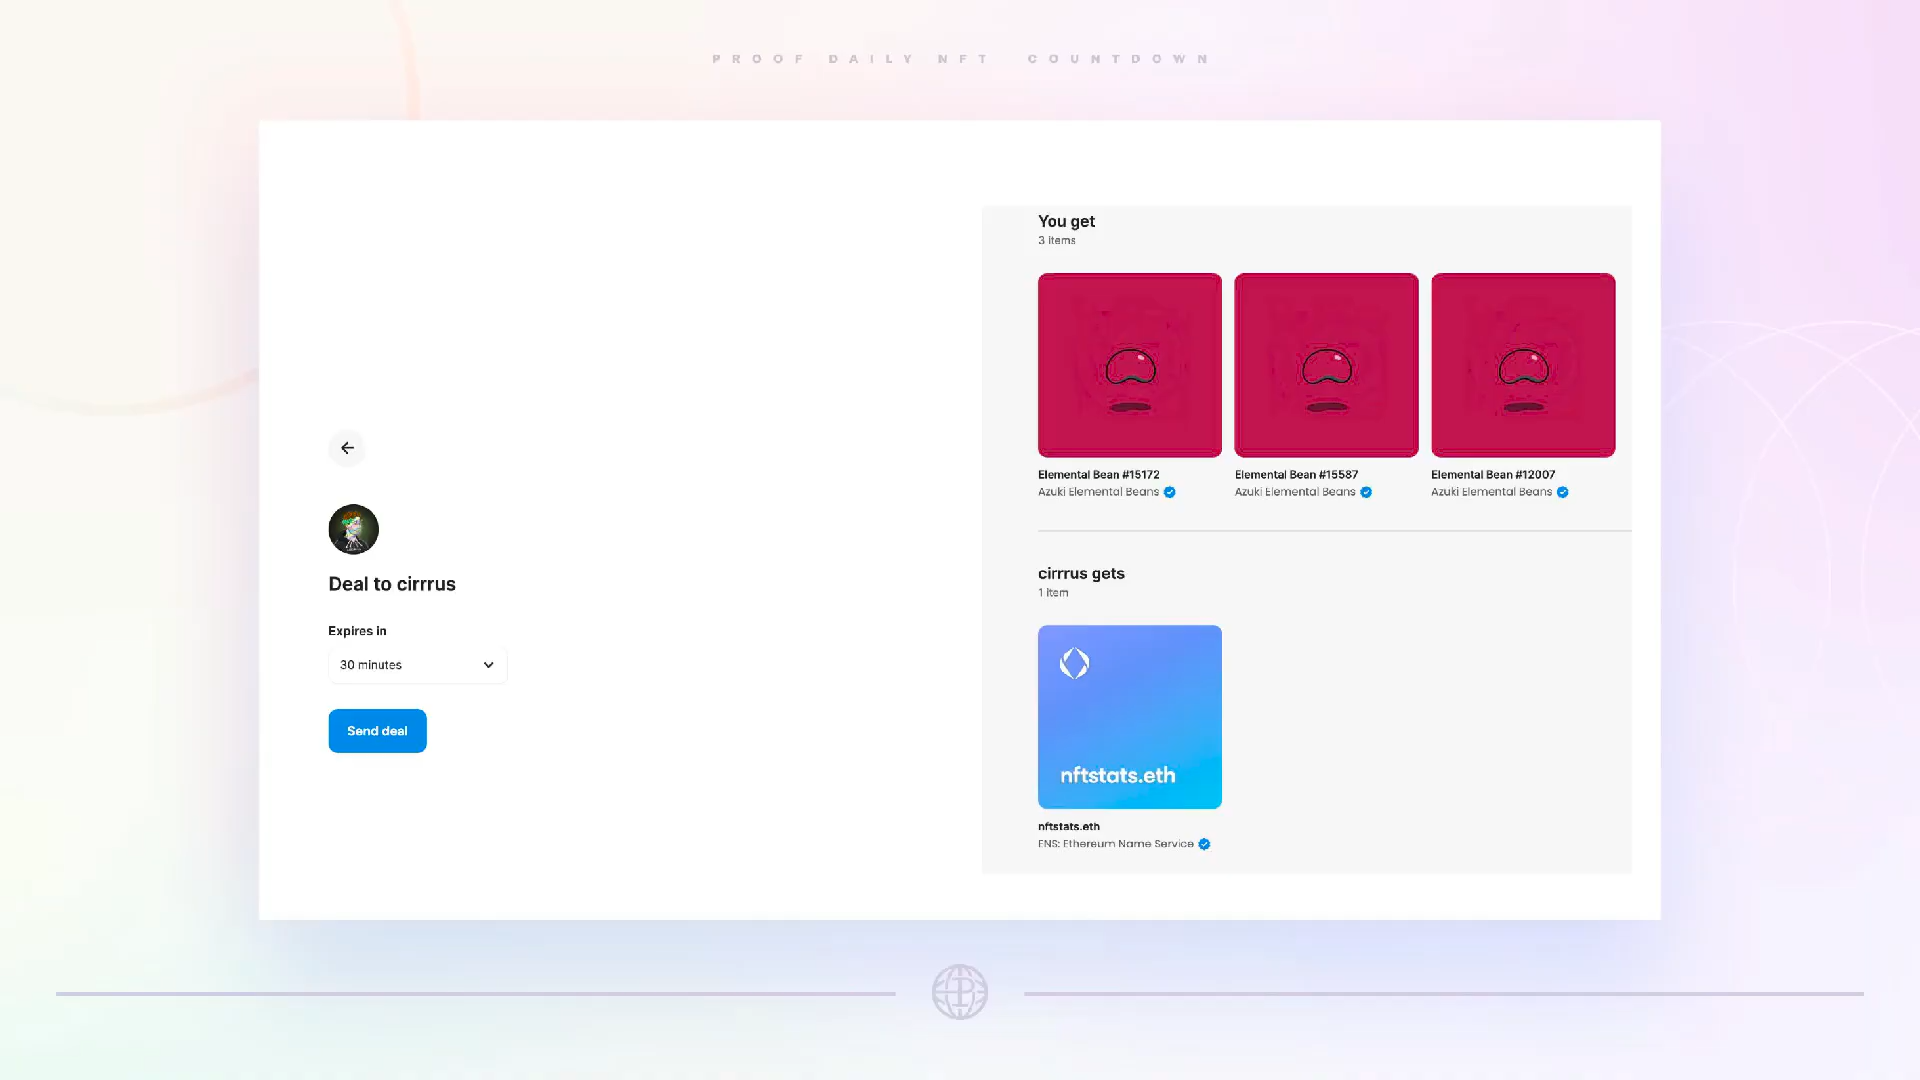 PROOF DAILY NFT COUNTDOWN
You get
3 items
Elemental Bean #15172
Azuki Elemental Beans
Elemental Bean #15587
Azuki Elemental Beans
Elemental Bean #12007
Azuki Elemental Beans
Deal to cirrrus
Expires in
30 minutes
Send deal
cirrrus gets
1 item
nftstats.eth
nftstats.eth
ENS: Ethereum Name Service
P